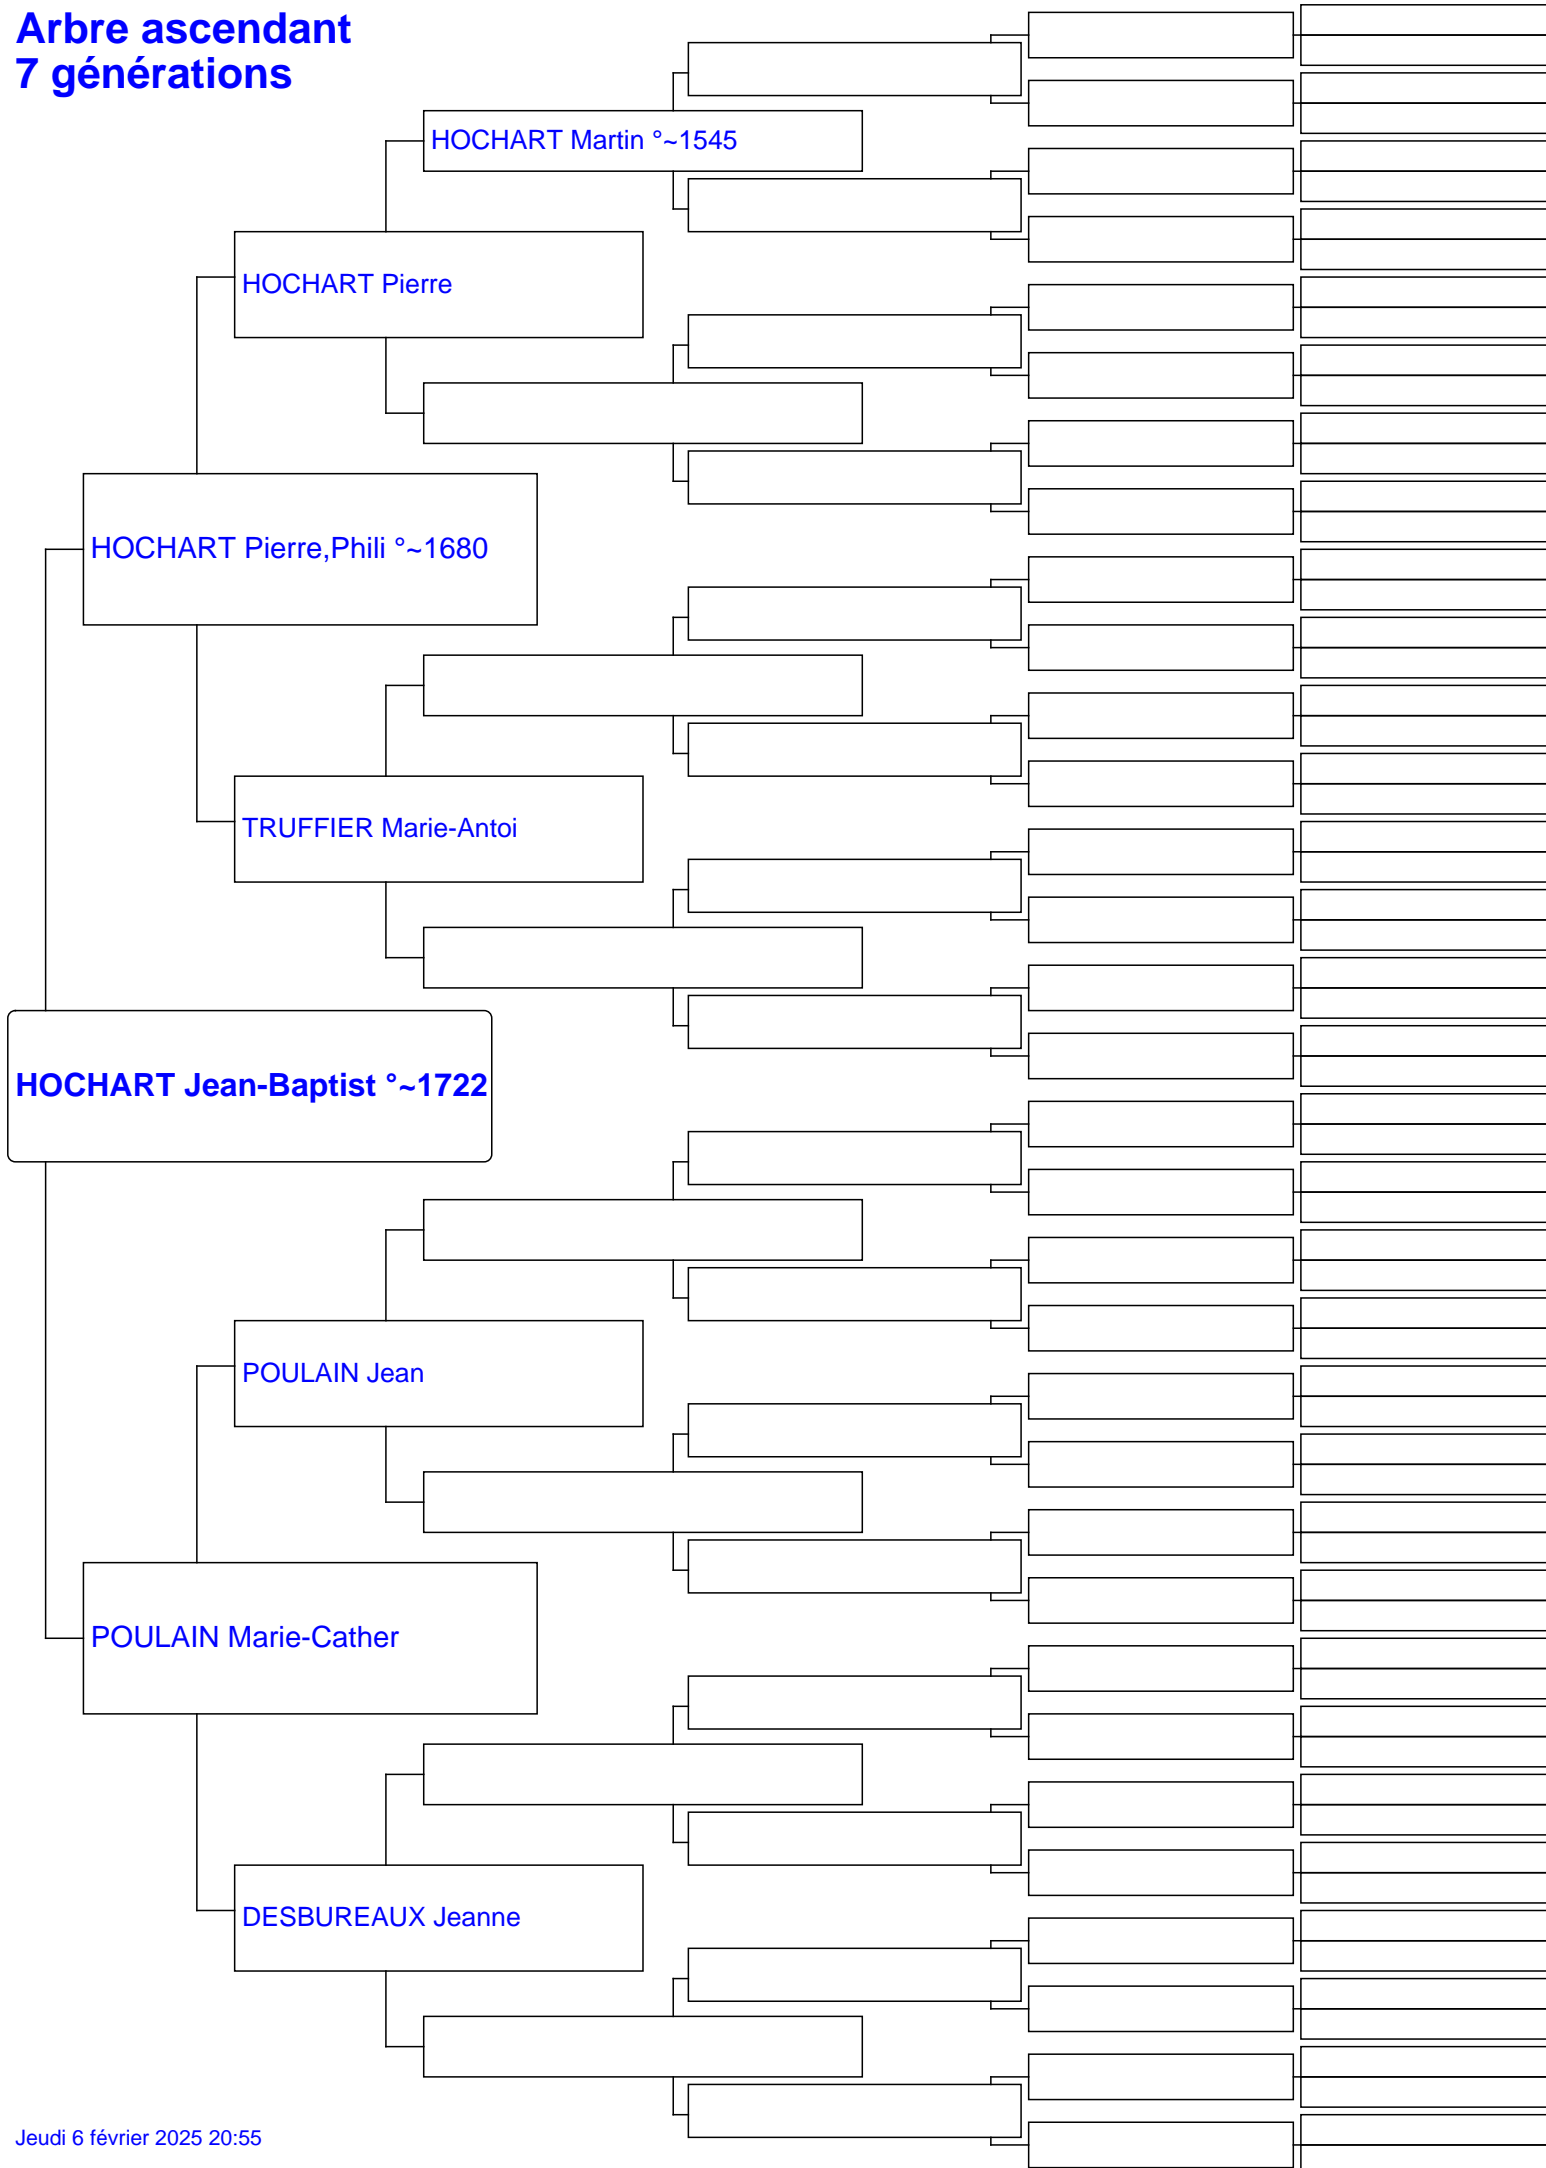 Arbre ascendant
7 générations
HOCHART Martin °~1545
HOCHART Pierre
HOCHART Pierre,Phili °~1680
TRUFFIER Marie-Antoi
HOCHART Jean-Baptist °~1722
POULAIN Jean
POULAIN Marie-Cather
DESBUREAUX Jeanne
Jeudi 6 février 2025 20:55